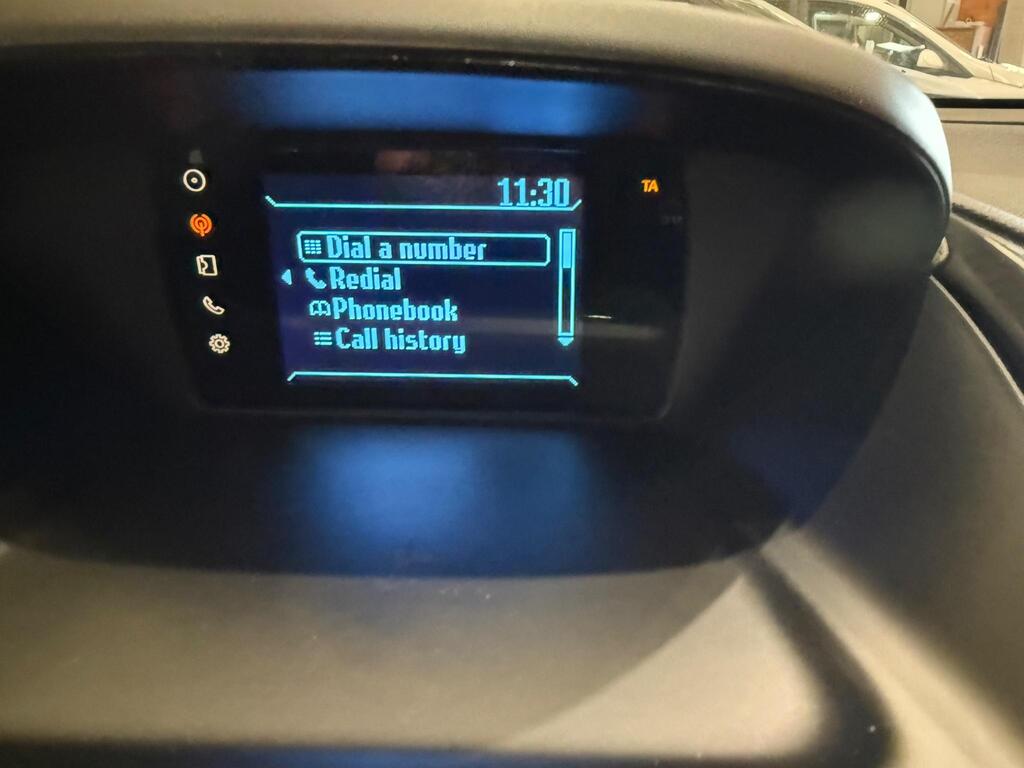 11:30
TA
Dial a number
Redial
Phonebook
Call history